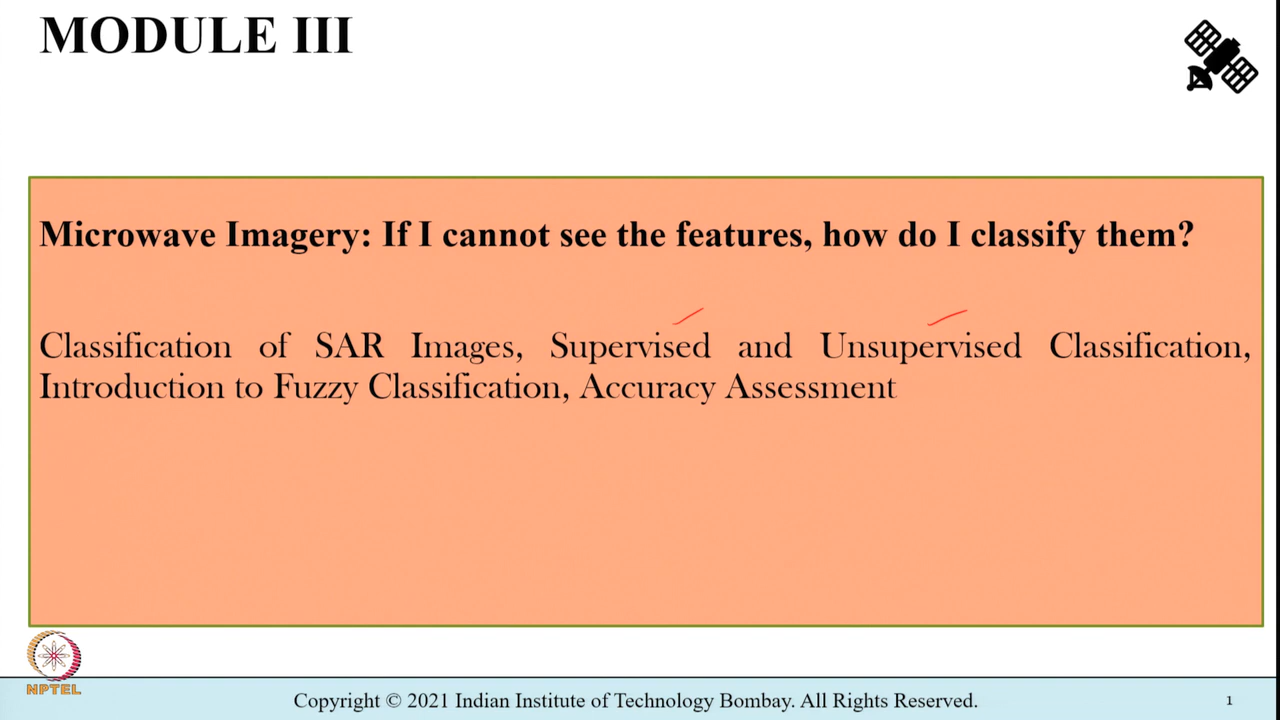 MODULE III
Microwave Imagery: If I cannot see the features, how do I classify them?
Classification of SAR Images, Supervised and Unsupervised Classification,
Introduction to Fuzzy Classification, Accuracy Assessment
NPTEL
Copyright © 2021 Indian Institute of Technology Bombay. All Rights Reserved.
1